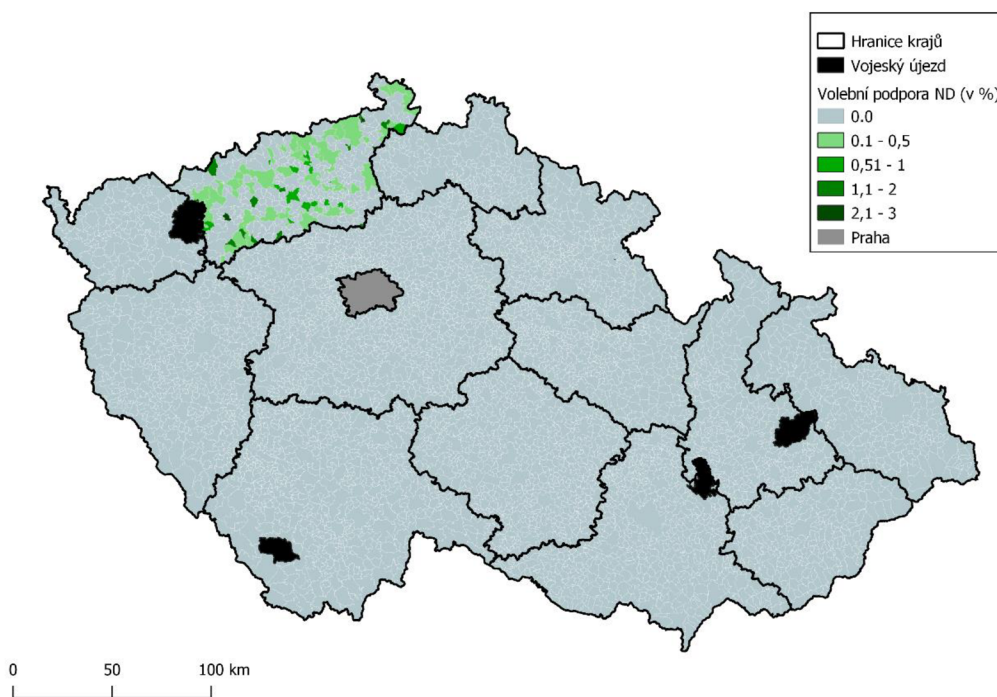 Hranice krajů
Vojeský újezd
Volební podpora ND (v %)
0.0
0.1 - 0,5
0,51 - 1
1,1 - 2
2,1 - 3
Praha
0 50 100 km